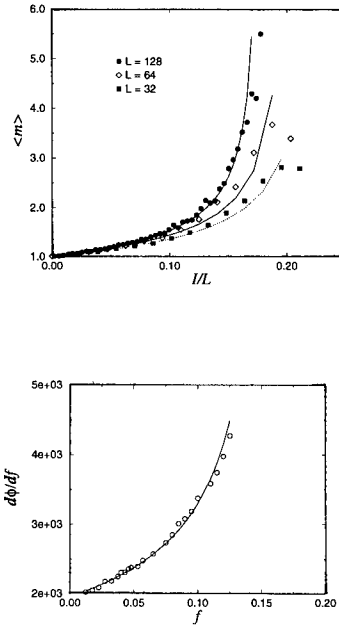 6.0
5.0
4.0
3.0
2.0
1.0
<m>
L = 128
L = 64
L = 32
0.00 0.10 0.20
I/L
5e+03
4e+03
3e+03
2e+03
dϕ/df
0.00 0.05 0.10 0.15 0.20
f